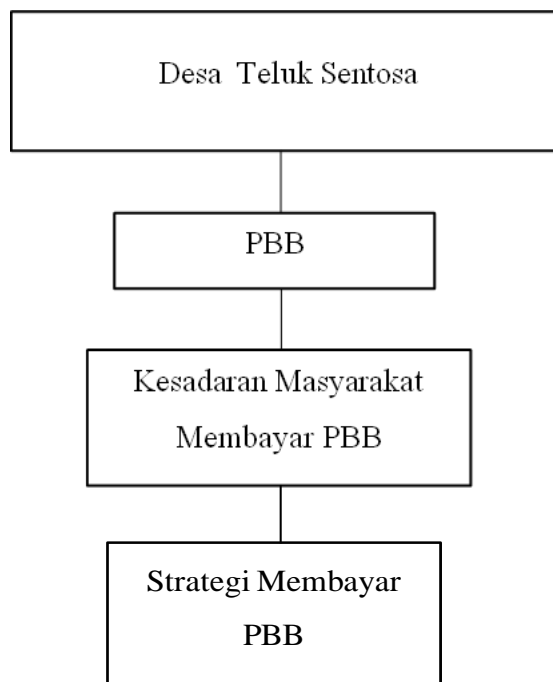 Desa Teluk Sentosa
PBB
Kesadaran Masyarakat
Membayar PBB
Strategi Membayar
PBB